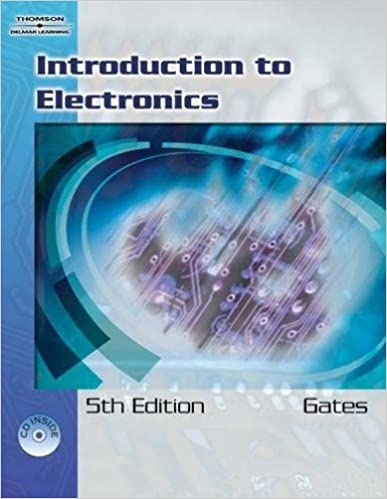 THOMSON
DELMAR LEARNING
Introduction to
Electronics
5th Edition
Gates
CD INSIDE